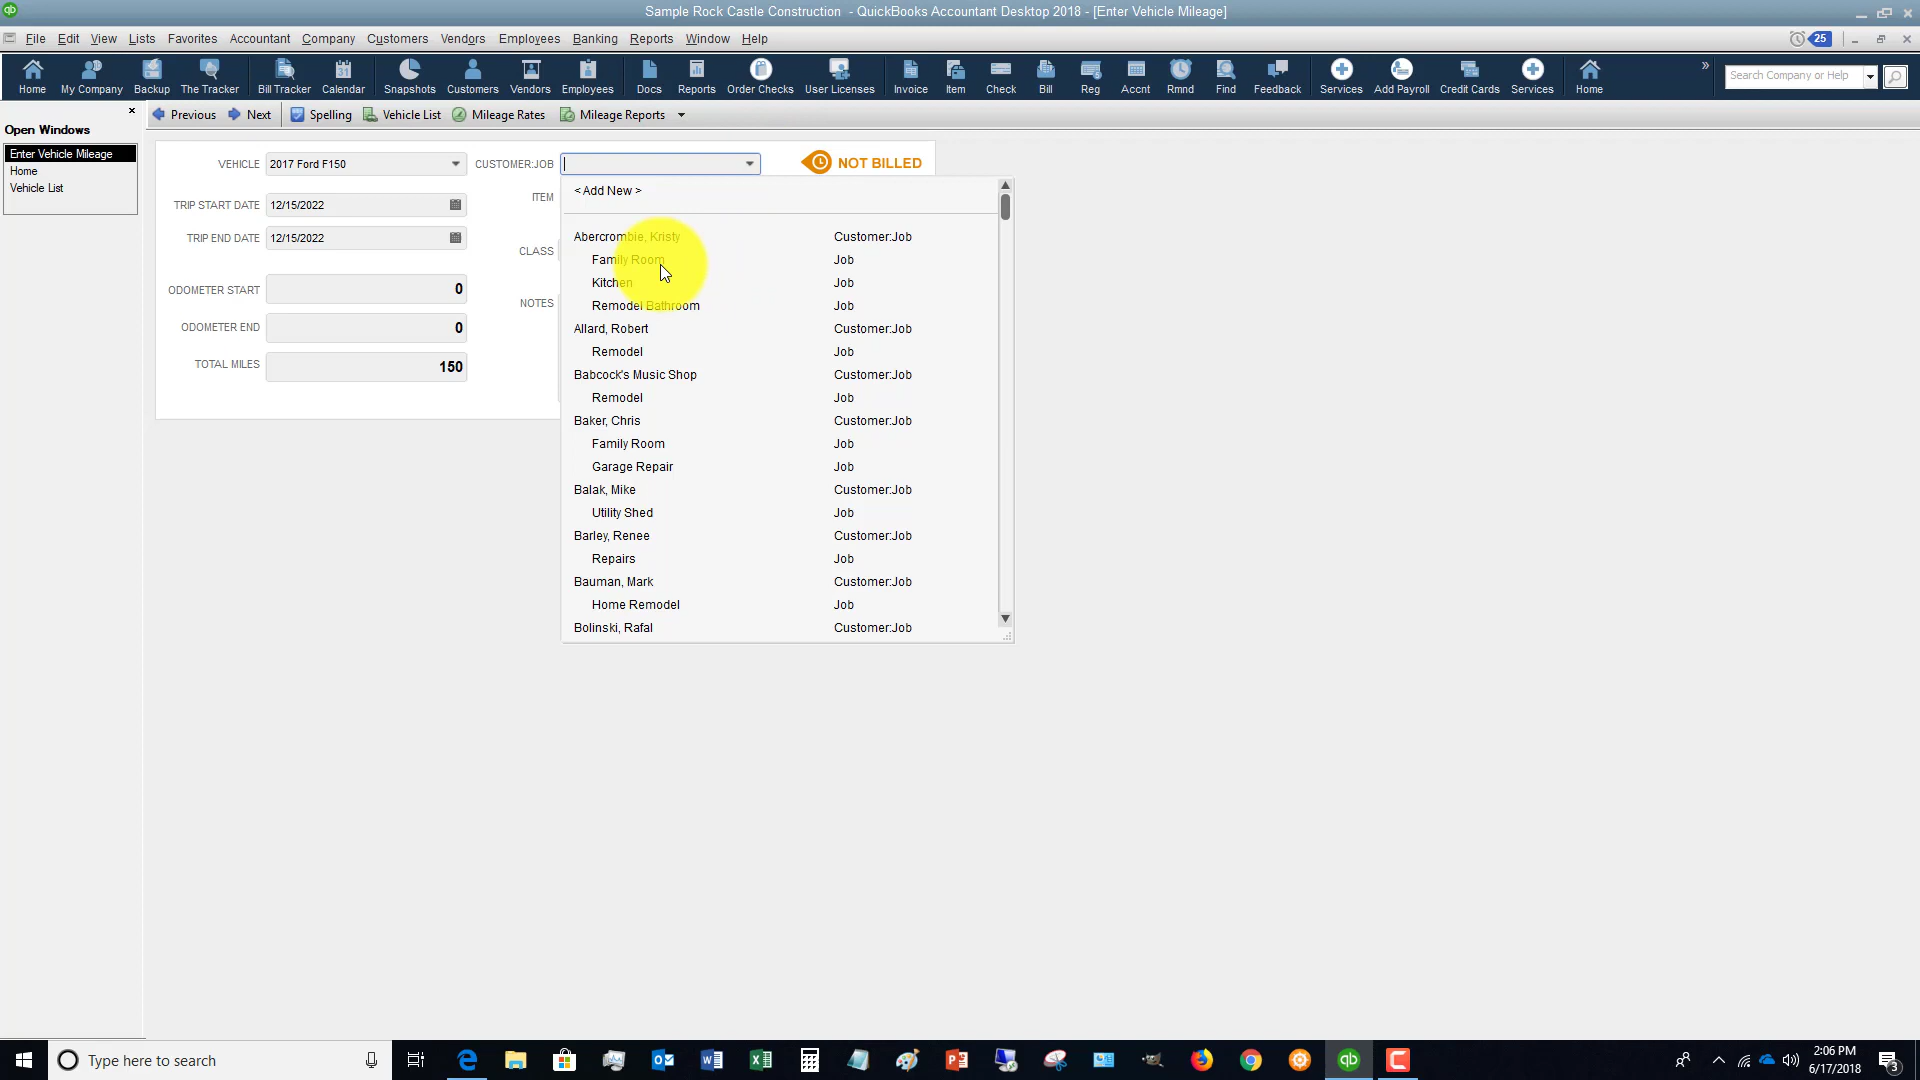 Sample Rock Castle Construction - QuickBooks Accountant Desktop 2018 - [Enter Vehicle Mileage]
File Edit View Lists Favorites Accountant Company Customers Vendors Employees Banking Reports Window Help 25
Home My Company Backup The Tracker Bill Tracker Calendar Snapshots Customers Vendors Employees Docs Reports Order Checks User Licenses Invoice Item Check Bill Reg Accnt Rmnd Find Feedback Services Add Payroll Credit Cards Services Home » Search Company or Help
Previous Next Spelling Vehicle List Mileage Rates Mileage Reports
Open Windows
Enter Vehicle Mileage
Home
Vehicle List
VEHICLE 2017 Ford F150 CUSTOMER:JOB NOT BILLED
TRIP START DATE 12/15/2022 ITEM
TRIP END DATE 12/15/2022
CLASS
ODOMETER START 0
NOTES
ODOMETER END 0
TOTAL MILES 150
< Add New >
Abercrombie, Kristy Customer:Job
Family Room Job
Kitchen Job
Remodel Bathroom Job
Allard, Robert Customer:Job
Remodel Job
Babcock's Music Shop Customer:Job
Remodel Job
Baker, Chris Customer:Job
Family Room Job
Garage Repair Job
Balak, Mike Customer:Job
Utility Shed Job
Barley, Renee Customer:Job
Repairs Job
Bauman, Mark Customer:Job
Home Remodel Job
Bolinski, Rafal Customer:Job
Type here to search
2:06 PM
6/17/2018
3